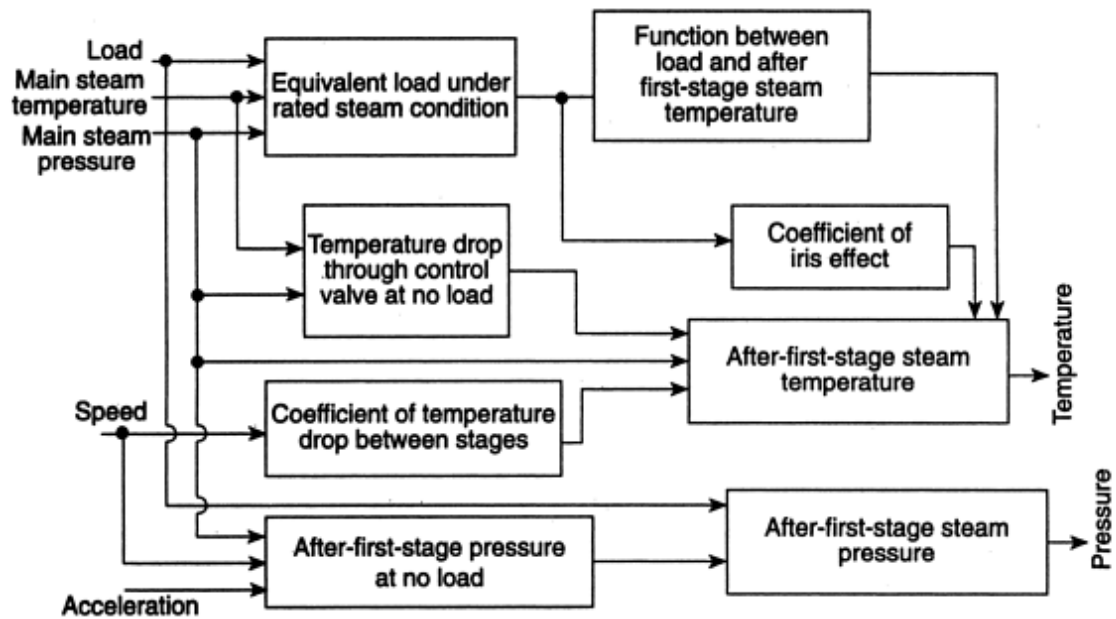 Load
Main steam
temperature
Main steam
pressure
Equivalent load under
rated steam condition
Function between
load and after
first-stage steam
temperature
Temperature drop
through control
valve at no load
Coefficient of
iris effect
After-first-stage steam
temperature
Temperature
Speed
Coefficient of temperature
drop between stages
After-first-stage pressure
at no load
After-first-stage steam
pressure
Pressure
Acceleration